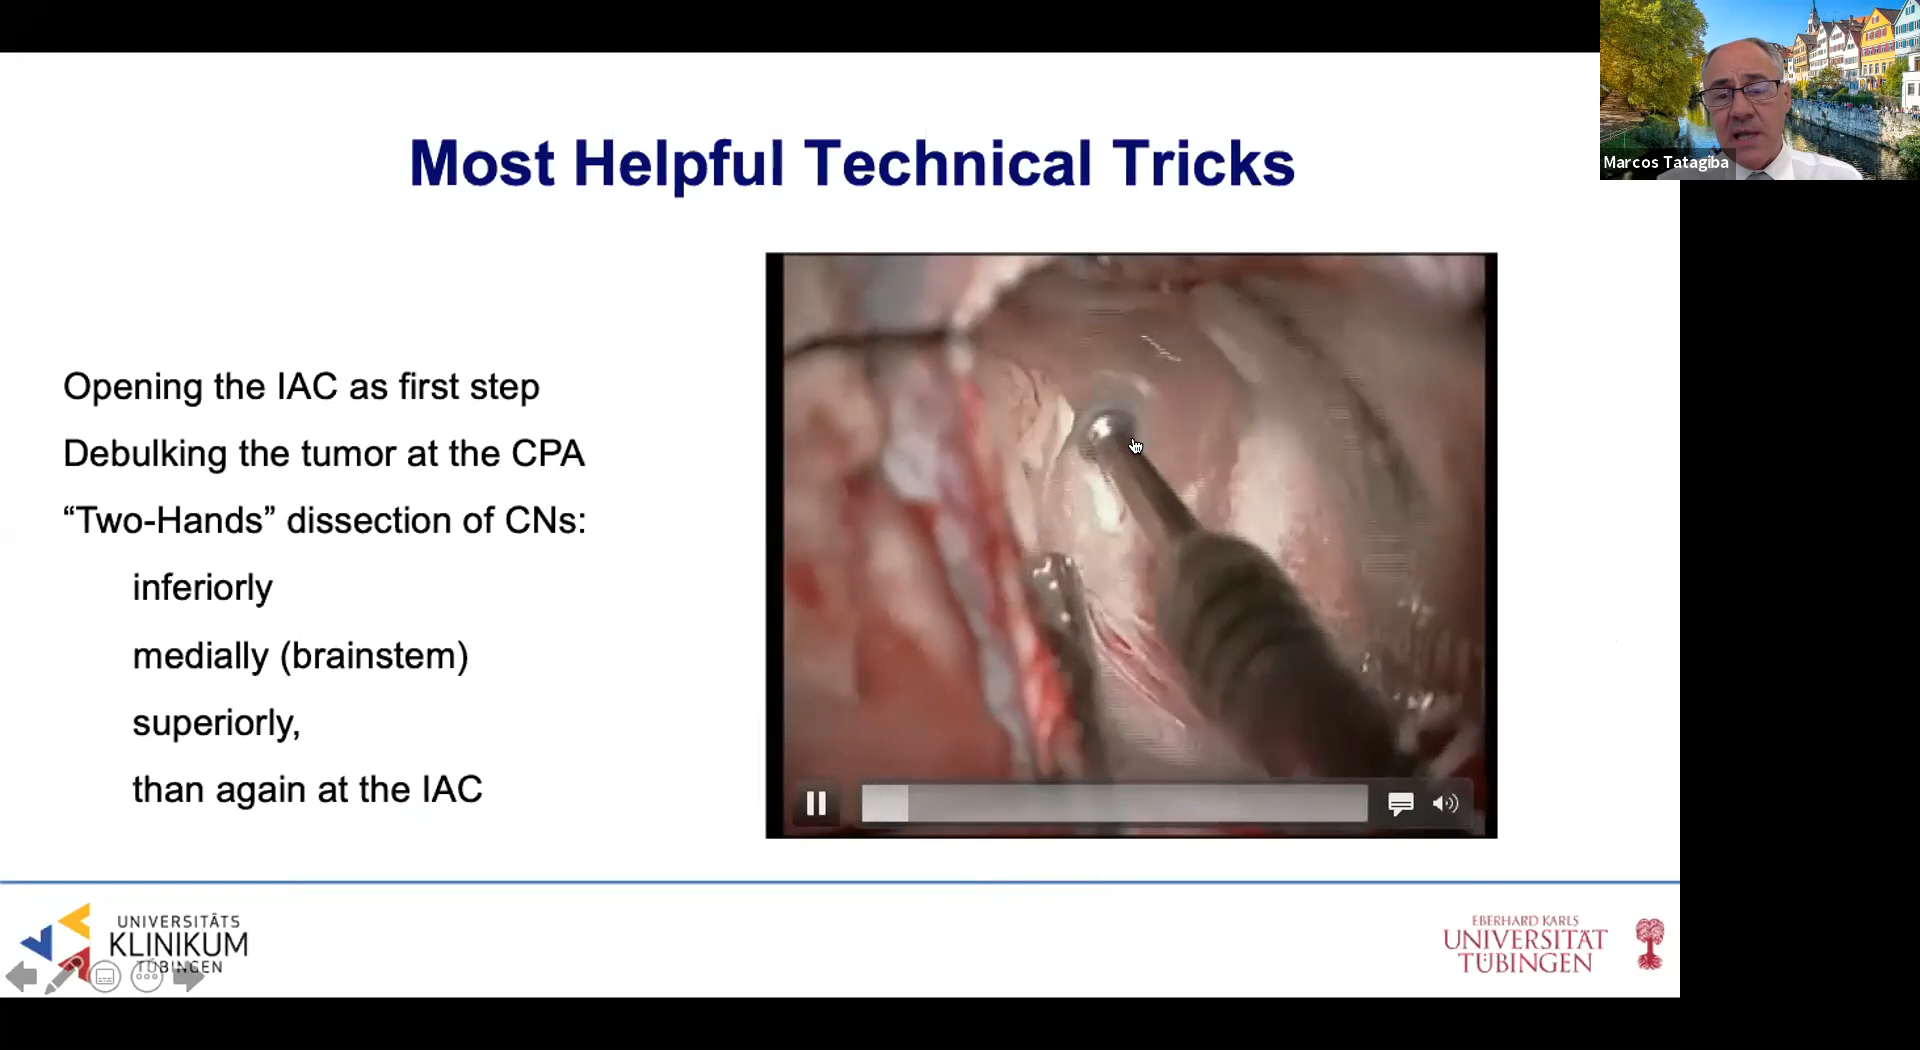 Most Helpful Technical Tricks
Marcos Tatagiba
Opening the IAC as first step
Debulking the tumor at the CPA
“Two-Hands” dissection of CNs:
inferiorly
medially (brainstem)
superiorly,
than again at the IAC
UNIVERSITÄTS
KLINIKUM
TÜBINGEN
EBERHARD KARLS
UNIVERSITÄT
TÜBINGEN